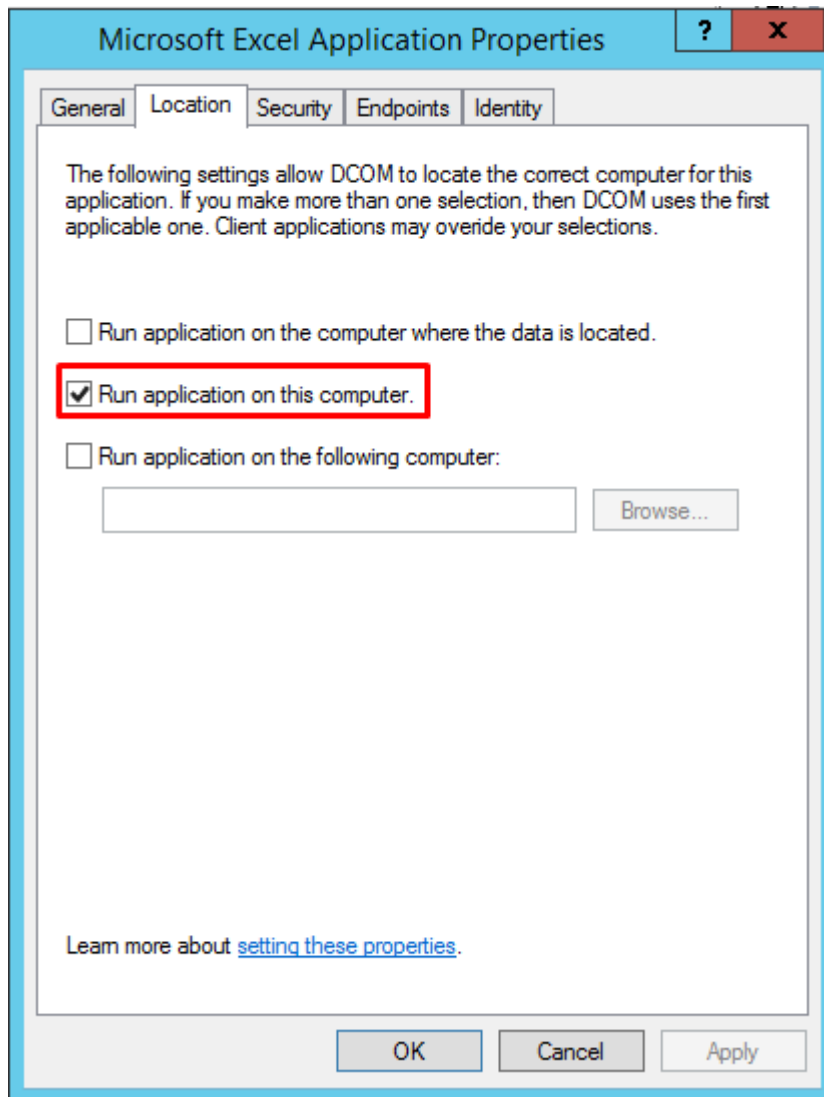 Microsoft Excel Application Properties
?
x
General
Location
Security
Endpoints
Identity
The following settings allow DCOM to locate the correct computer for this
application. If you make more than one selection, then DCOM uses the first
applicable one. Client applications may overide your selections.
Run application on the computer where the data is located.
Run application on this computer.
Run application on the following computer:
Browse...
Learn more about setting these properties.
OK
Cancel
Apply